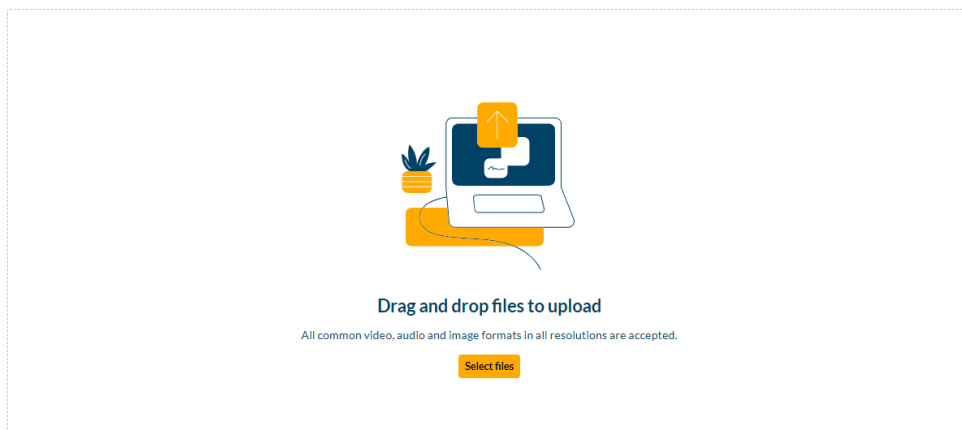 Drag and drop files to upload
All common video, audio and image formats in all resolutions are accepted.
Select files